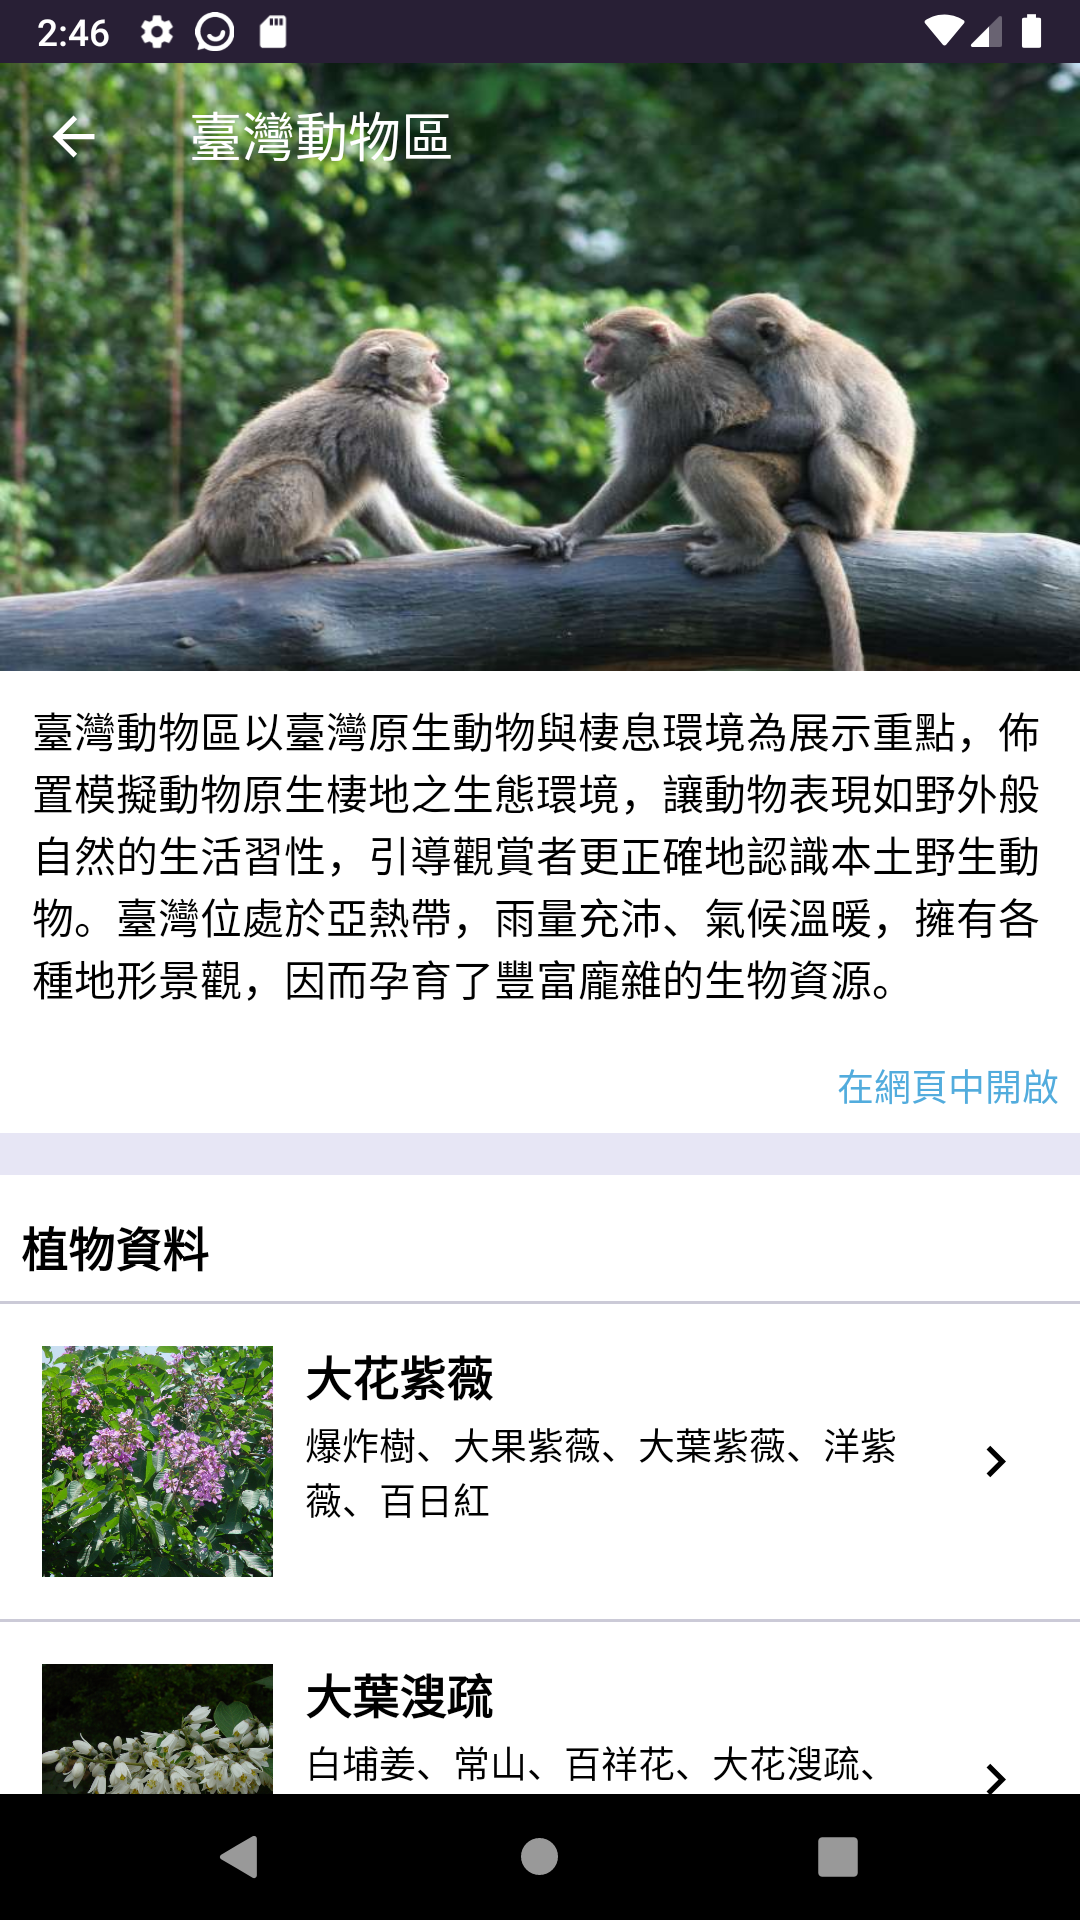 2:46
臺灣動物區
臺灣動物區以臺灣原生動物與棲息環境為展示重點，佈
置模擬動物原生棲地之生態環境，讓動物表現如野外般
自然的生活習性，引導觀賞者更正確地認識本土野生動
物。臺灣位處於亞熱帶，雨量充沛、氣候溫暖，擁有各
種地形景觀，因而孕育了豐富龐雜的生物資源。
在網頁中開啟
植物資料
大花紫薇
爆炸樹、大果紫薇、大葉紫薇、洋紫
薇、百日紅
大葉溲疏
白埔姜、常山、百祥花、大花溲疏、